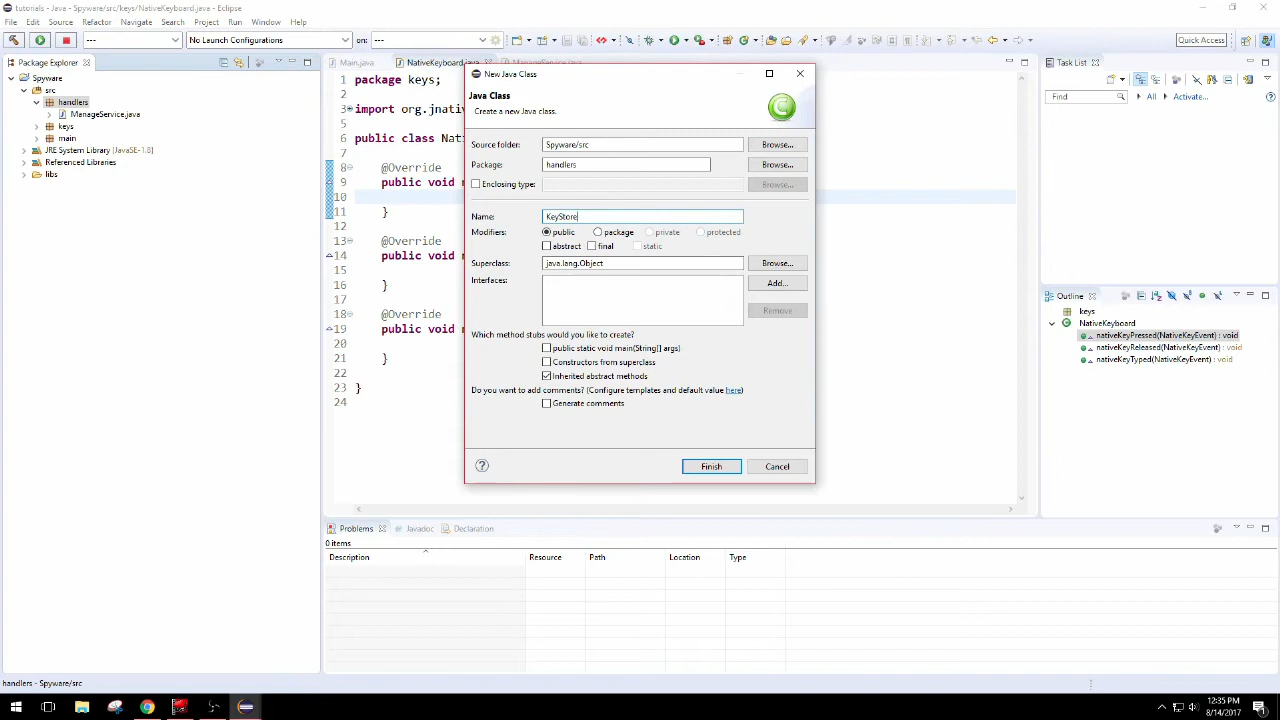 tutorials - Java - Spyware/src/keys/NativeKeyboard.java - Eclipse
File Edit Source Refactor Navigate Search Project Run Window Help
--- No Launch Configurations on: --- Quick Access
Package Explorer
Main.java NativeKeyboard.java ManageService.java
Task List
Spyware
src
handlers
ManageService.java
keys
main
JRE System Library [JavaSE-1.8]
Referenced Libraries
libs
1 package keys;
2
3 import org.jnati
5
6 public class Nat
7
8 @Override
9 public void
10
11 }
12
13 @Override
14 public void
15
16 }
17
18 @Override
19 public void
20
21 }
22
23 }
24
New Java Class
Java Class
Create a new Java class.
Source folder: Spyware/src Browse...
Package: handlers Browse...
Enclosing type: Browse...
Name: KeyStore
Modifiers: public package private protected
abstract final static
Superclass: java.lang.Object Browse...
Interfaces: Add...
Remove
Which method stubs would you like to create?
public static void main(String[] args)
Constructors from superclass
Inherited abstract methods
Do you want to add comments? (Configure templates and default value here)
Generate comments
? Finish Cancel
Find All Activate...
Outline
keys
NativeKeyboard
nativeKeyPressed(NativeKeyEvent) : void
nativeKeyReleased(NativeKeyEvent) : void
nativeKeyTyped(NativeKeyEvent) : void
Problems Javadoc Declaration
0 items
Description Resource Path Location Type
handlers - Spyware/src
12:35 PM
8/14/2017